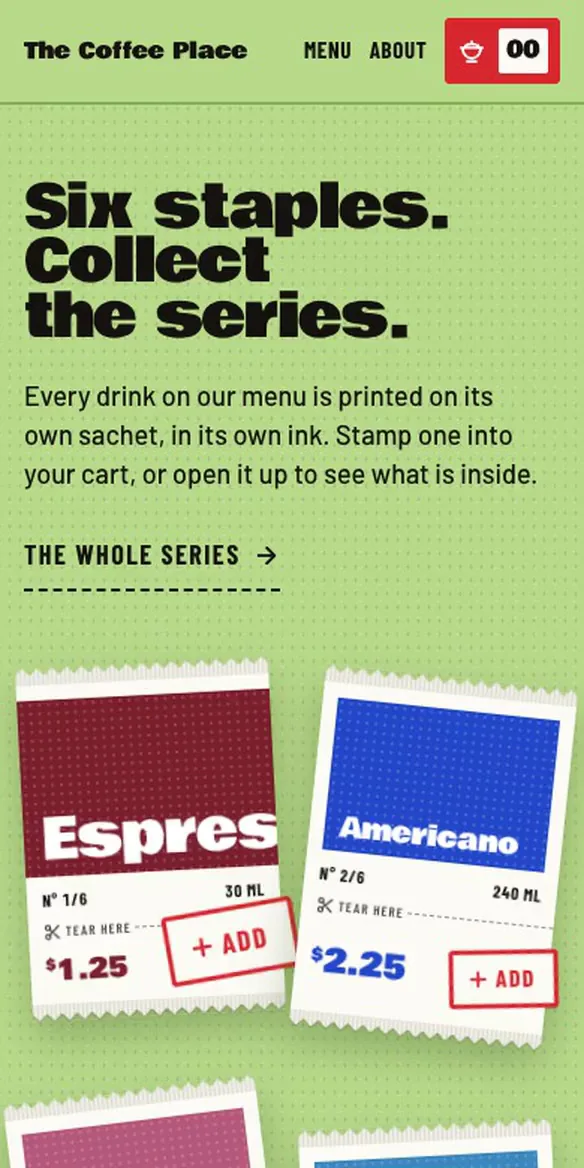 The Coffee Place
MENU ABOUT
00
Six staples.
Collect
the series.
Every drink on our menu is printed on its
own sachet, in its own ink. Stamp one into
your cart, or open it up to see what is inside.
THE WHOLE SERIES →
Espres
N° 1/6 30 ML
TEAR HERE
$1.25
+ ADD
Americano
N° 2/6 240 ML
TEAR HERE
$2.25
+ ADD